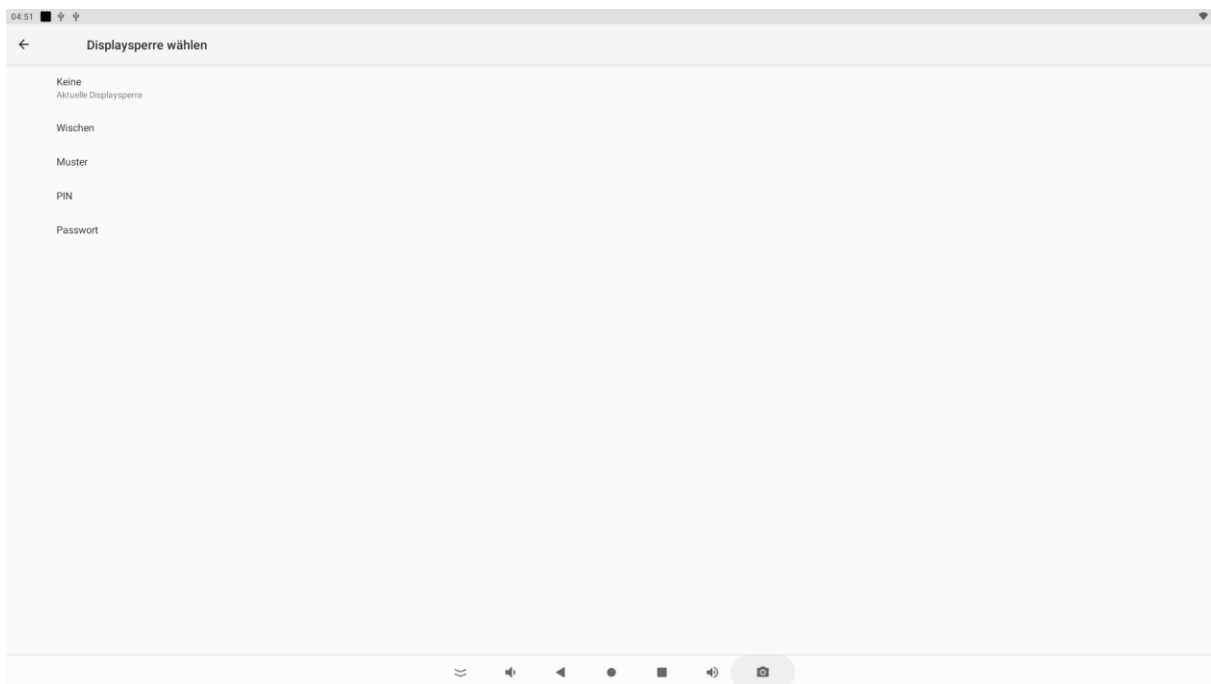 04:51
Displaysperre wählen
Keine
Aktuelle Displaysperre
Wischen
Muster
PIN
Passwort